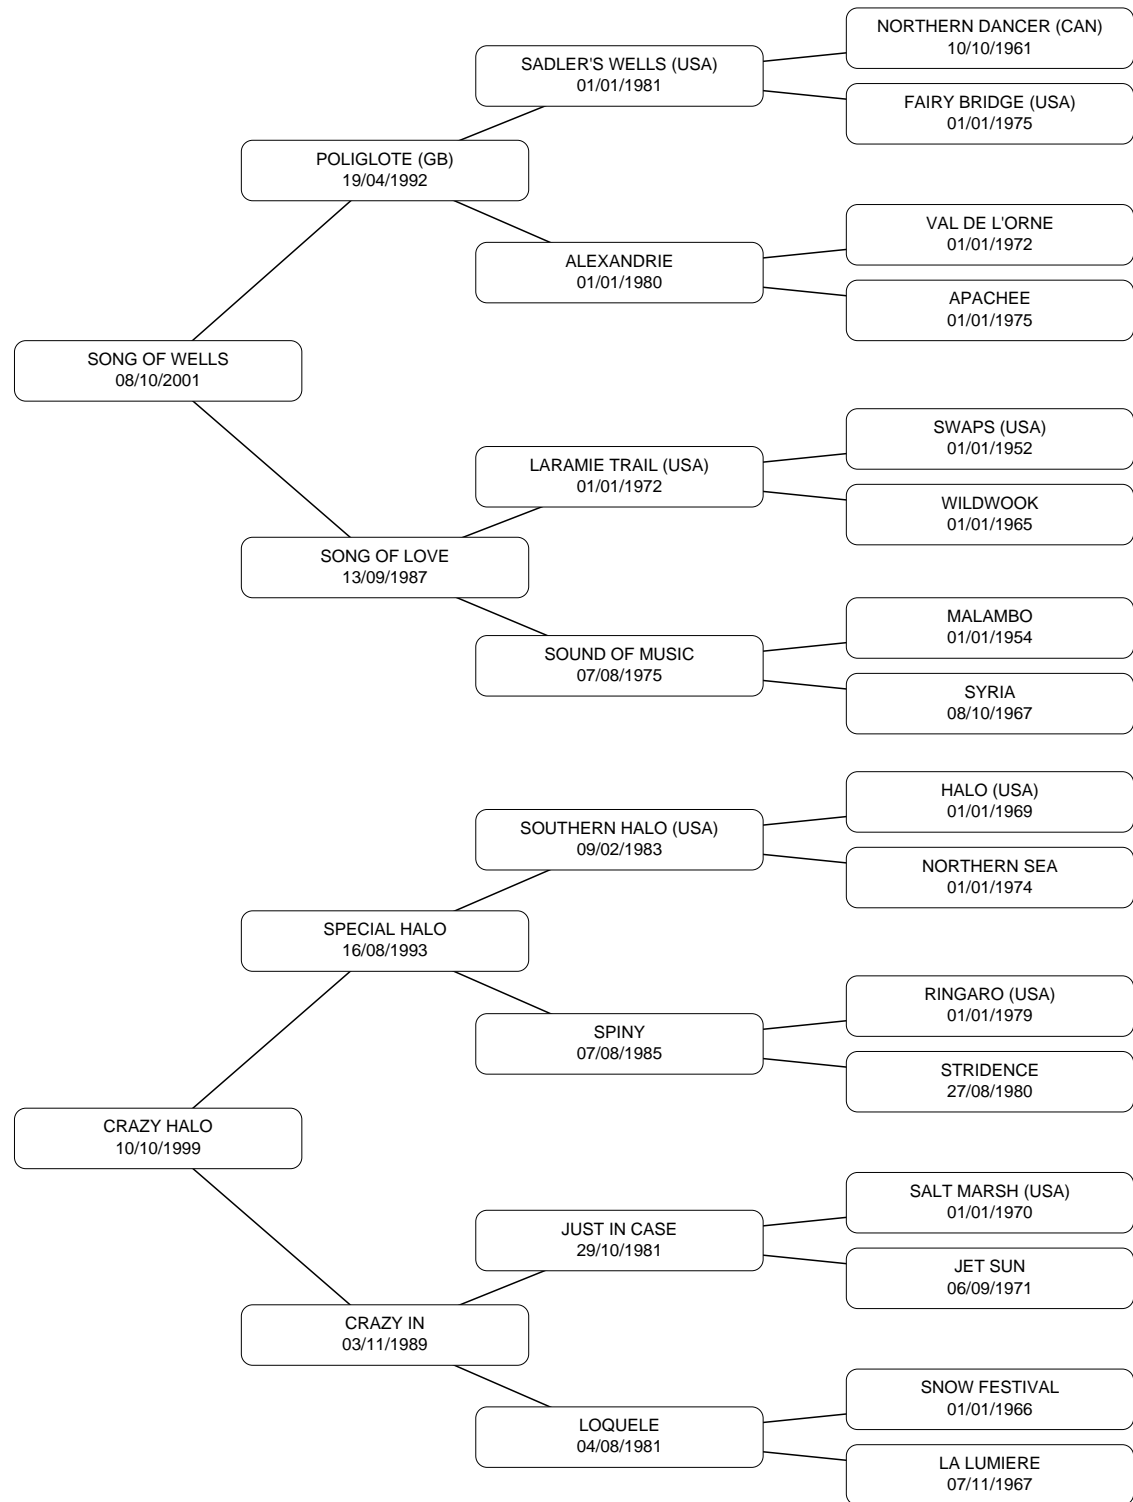 NORTHERN DANCER (CAN)
10/10/1961
SADLER'S WELLS (USA)
01/01/1981
FAIRY BRIDGE (USA)
01/01/1975
POLIGLOTE (GB)
19/04/1992
VAL DE L'ORNE
01/01/1972
ALEXANDRIE
01/01/1980
APACHEE
01/01/1975
SONG OF WELLS
08/10/2001
SWAPS (USA)
01/01/1952
LARAMIE TRAIL (USA)
01/01/1972
WILDWOOK
01/01/1965
SONG OF LOVE
13/09/1987
MALAMBO
01/01/1954
SOUND OF MUSIC
07/08/1975
SYRIA
08/10/1967
HALO (USA)
01/01/1969
SOUTHERN HALO (USA)
09/02/1983
NORTHERN SEA
01/01/1974
SPECIAL HALO
16/08/1993
RINGARO (USA)
01/01/1979
SPINY
07/08/1985
STRIDENCE
27/08/1980
CRAZY HALO
10/10/1999
SALT MARSH (USA)
01/01/1970
JUST IN CASE
29/10/1981
JET SUN
06/09/1971
CRAZY IN
03/11/1989
SNOW FESTIVAL
01/01/1966
LOQUELE
04/08/1981
LA LUMIERE
07/11/1967